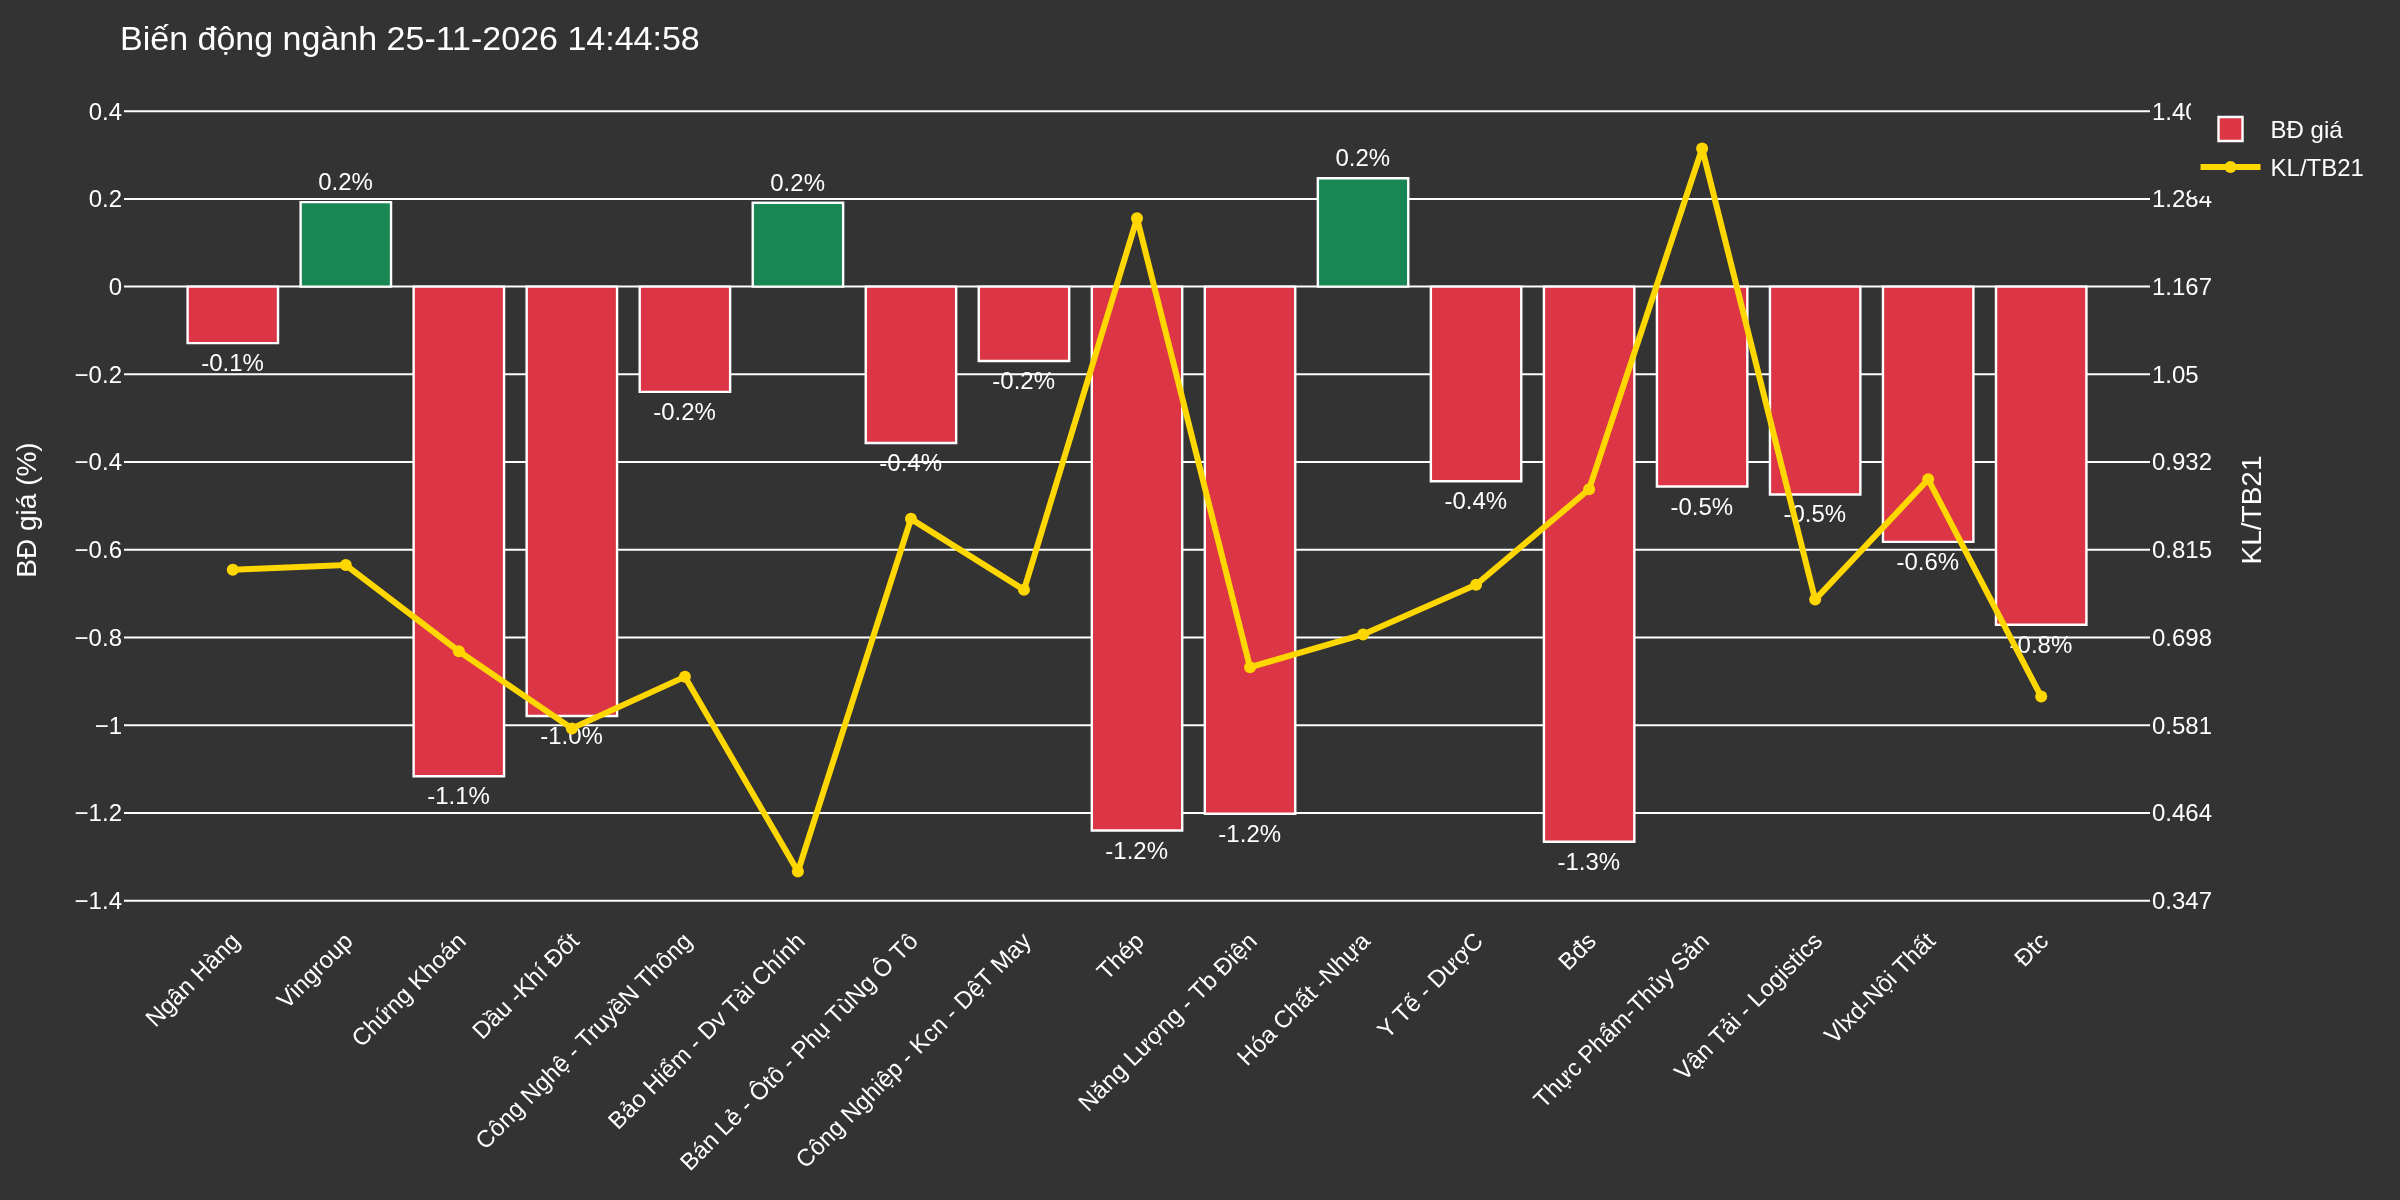 Biến động ngành 25-11-2026 14:44:58
BĐ giá
KL/TB21
BĐ giá (%)
0.4
0.2
0
−0.2
−0.4
−0.6
−0.8
−1
−1.2
−1.4
0.2%
0.2%
0.2%
-0.1%
-0.2%
-0.2%
-0.4%
-0.4%
-0.5%
-0.5%
-0.6%
-0.8%
-1.0%
-1.1%
-1.2%
-1.2%
-1.3%
1.284
1.167
1.05
0.932
0.815
0.698
0.581
0.464
0.347
KL/TB21
Ngân Hàng
Vingroup
Chứng Khoán
Dầu -Khí Đốt
Công Nghệ - TruyềN Thông
Bảo Hiểm - Dv Tài Chính
Bán Lẻ - Ôtô - Phụ TùNg Ô Tô
Công Nghiệp - Kcn - DệT May
Thép
Năng Lượng - Tb Điện
Hóa Chất -Nhựa
Y Tế - DượC
Bđs
Thực Phẩm-Thủy Sản
Vận Tải - Logistics
Vlxd-Nội Thất
Đtc